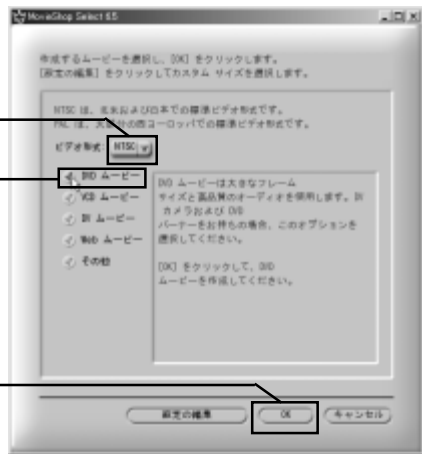 MovieShop Select 6.5
作成するムービーを選択し、[OK] をクリックします。
[設定の編集] をクリックしてカスタム サイズを選択します。
NTSC は、北米および日本での標準ビデオ形式です。
PAL は、大部分の西ヨーロッパでの標準ビデオ形式です。
ビデオ形式: NTSC
DVD ムービー
VCD ムービー
DV ムービー
Web ムービー
その他
DVD ムービーは大きなフレーム
サイズと高品質のオーディオを使用します。DV
カメラおよび DVD
バーナーをお持ちの場合、このオプションを
選択してください。
[OK] をクリックして、DVD
ムービーを作成してください。
設定の編集
OK
キャンセル